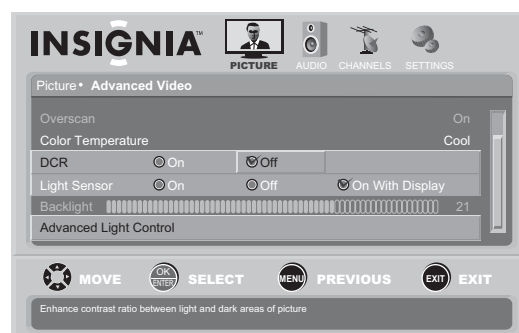 INSIGNIA™
PICTURE AUDIO CHANNELS SETTINGS
Picture• Advanced Video
Overscan On
Color Temperature Cool
DCR On Off
Light Sensor On Off On With Display
Backlight 21
Advanced Light Control
MOVE OK ENTER SELECT MENU PREVIOUS EXIT EXIT
Enhance contrast ratio between light and dark areas of picture